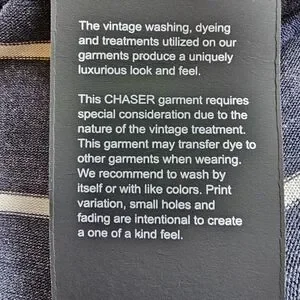 The vintage washing, dyeing
and treatments utilized on our
garments produce a uniquely
luxurious look and feel.
This CHASER garment requires
special consideration due to the
nature of the vintage treatment.
This garment may transfer dye to
other garments when wearing.
We recommend to wash by
itself or with like colors. Print
variation, small holes and
fading are intentional to create
a one of a kind feel.